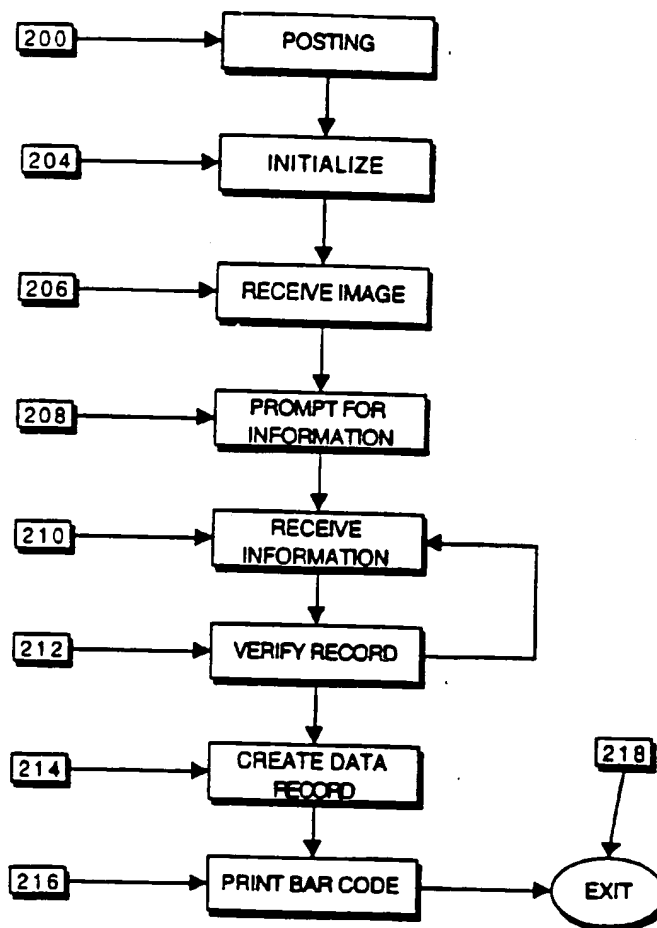 200
POSTING
204
INITIALIZE
206
RECEIVE IMAGE
208
PROMPT FOR
INFORMATION
210
RECEIVE
INFORMATION
212
VERIFY RECORD
214
CREATE DATA
RECORD
218
216
PRINT BAR CODE
EXIT